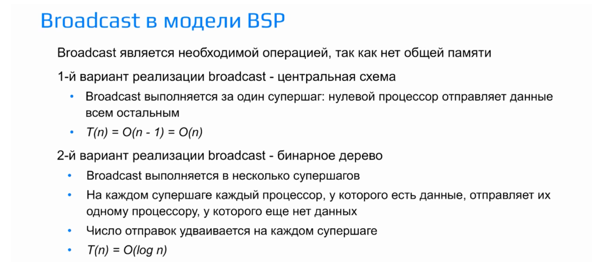 Broadcast в модели BSP
Broadcast является необходимой операцией, так как нет общей памяти
1-й вариант реализации broadcast - центральная схема
• Broadcast выполняется за один супершаг: нулевой процессор отправляет данные
всем остальным
• T(n) = O(n - 1) = O(n)
2-й вариант реализации broadcast - бинарное дерево
• Broadcast выполняется в несколько супершагов
• На каждом супершаге каждый процессор, у которого есть данные, отправляет их
одному процессору, у которого еще нет данных
• Число отправок удваивается на каждом супершаге
• T(n) = O(log n)